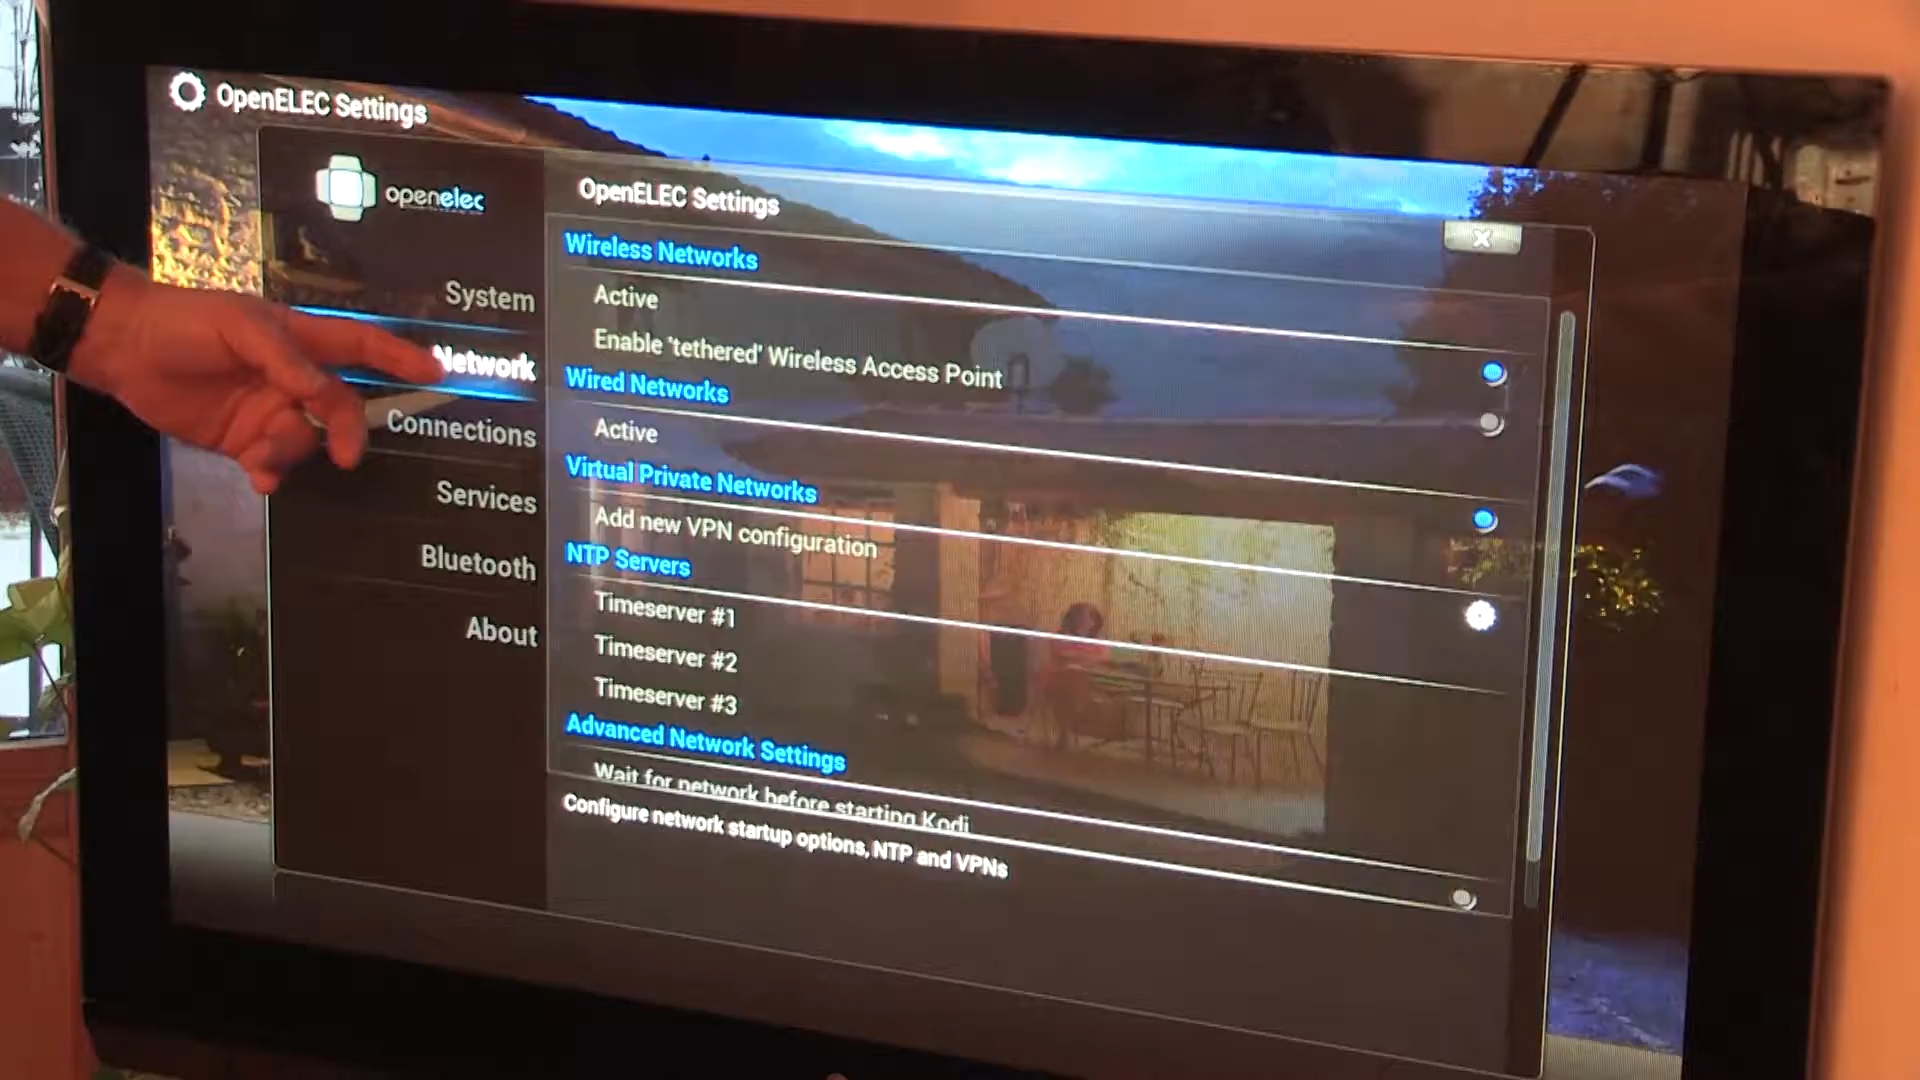 OpenELEC Settings
openelec
System
Network
Connections
Services
Bluetooth
About
OpenELEC Settings
X
Wireless Networks
Active
Enable 'tethered' Wireless Access Point
Wired Networks
Active
Virtual Private Networks
Add new VPN configuration
NTP Servers
Timeserver #1
Timeserver #2
Timeserver #3
Advanced Network Settings
Wait for network before starting Kodi
Configure network startup options, NTP and VPNs